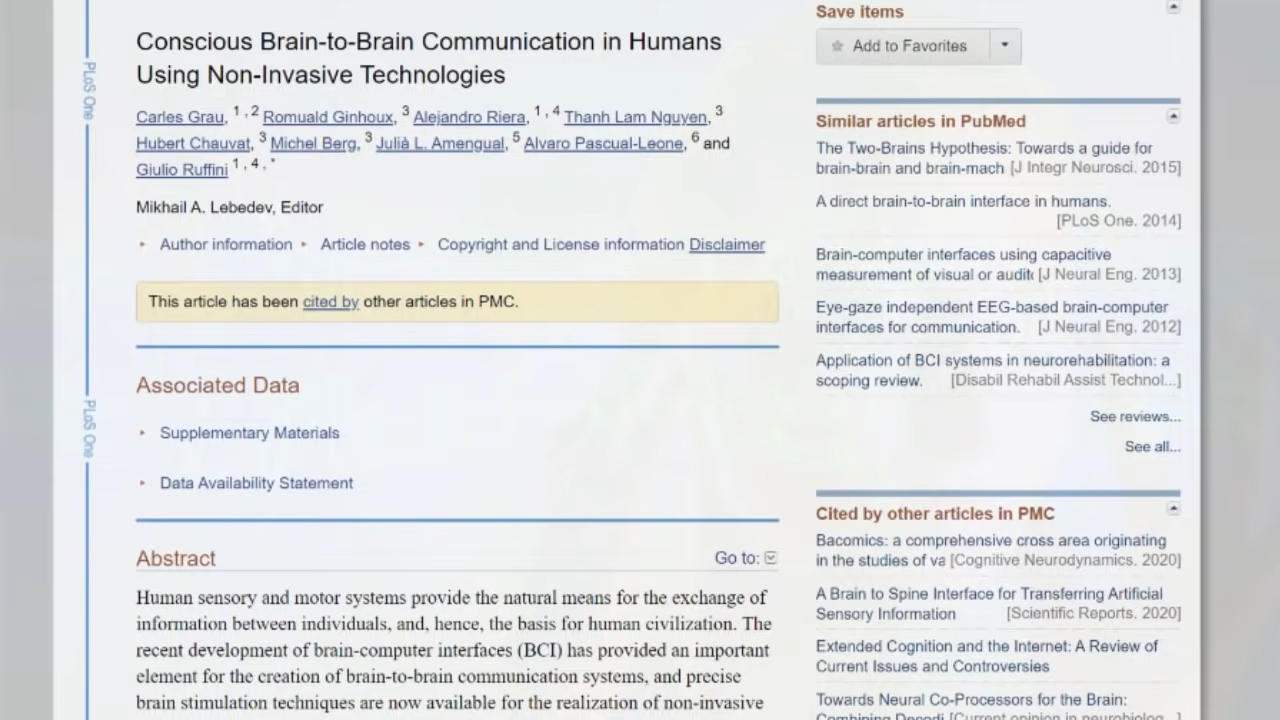 Conscious Brain-to-Brain Communication in Humans
Using Non-Invasive Technologies
Carles Grau, 1 , 2 Romuald Ginhoux, 3 Alejandro Riera, 1 , 4 Thanh Lam Nguyen, 3
Hubert Chauvat, 3 Michel Berg, 3 Julià L. Amengual, 5 Alvaro Pascual-Leone, 6 and
Giulio Ruffini 1 , 4 , *
Mikhail A. Lebedev, Editor
Author information Article notes Copyright and License information Disclaimer
This article has been cited by other articles in PMC.
Associated Data
Supplementary Materials
Data Availability Statement
Abstract
Go to:
Human sensory and motor systems provide the natural means for the exchange of
information between individuals, and, hence, the basis for human civilization. The
recent development of brain-computer interfaces (BCI) has provided an important
element for the creation of brain-to-brain communication systems, and precise
brain stimulation techniques are now available for the realization of non-invasive
PLoS One
PLoS One
Save items
Add to Favorites
Similar articles in PubMed
The Two-Brains Hypothesis: Towards a guide for
brain-brain and brain-mach [J Integr Neurosci. 2015]
A direct brain-to-brain interface in humans.
[PLoS One. 2014]
Brain-computer interfaces using capacitive
measurement of visual or audit [J Neural Eng. 2013]
Eye-gaze independent EEG-based brain-computer
interfaces for communication. [J Neural Eng. 2012]
Application of BCI systems in neurorehabilitation: a
scoping review. [Disabil Rehabil Assist Technol...]
See reviews...
See all...
Cited by other articles in PMC
Bacomics: a comprehensive cross area originating
in the studies of va [Cognitive Neurodynamics. 2020]
A Brain to Spine Interface for Transferring Artificial
Sensory Information [Scientific Reports. 2020]
Extended Cognition and the Internet: A Review of
Current Issues and Controversies
Towards Neural Co-Processors for the Brain:
Combining Decodi [Current opinion in neurobiolog...]